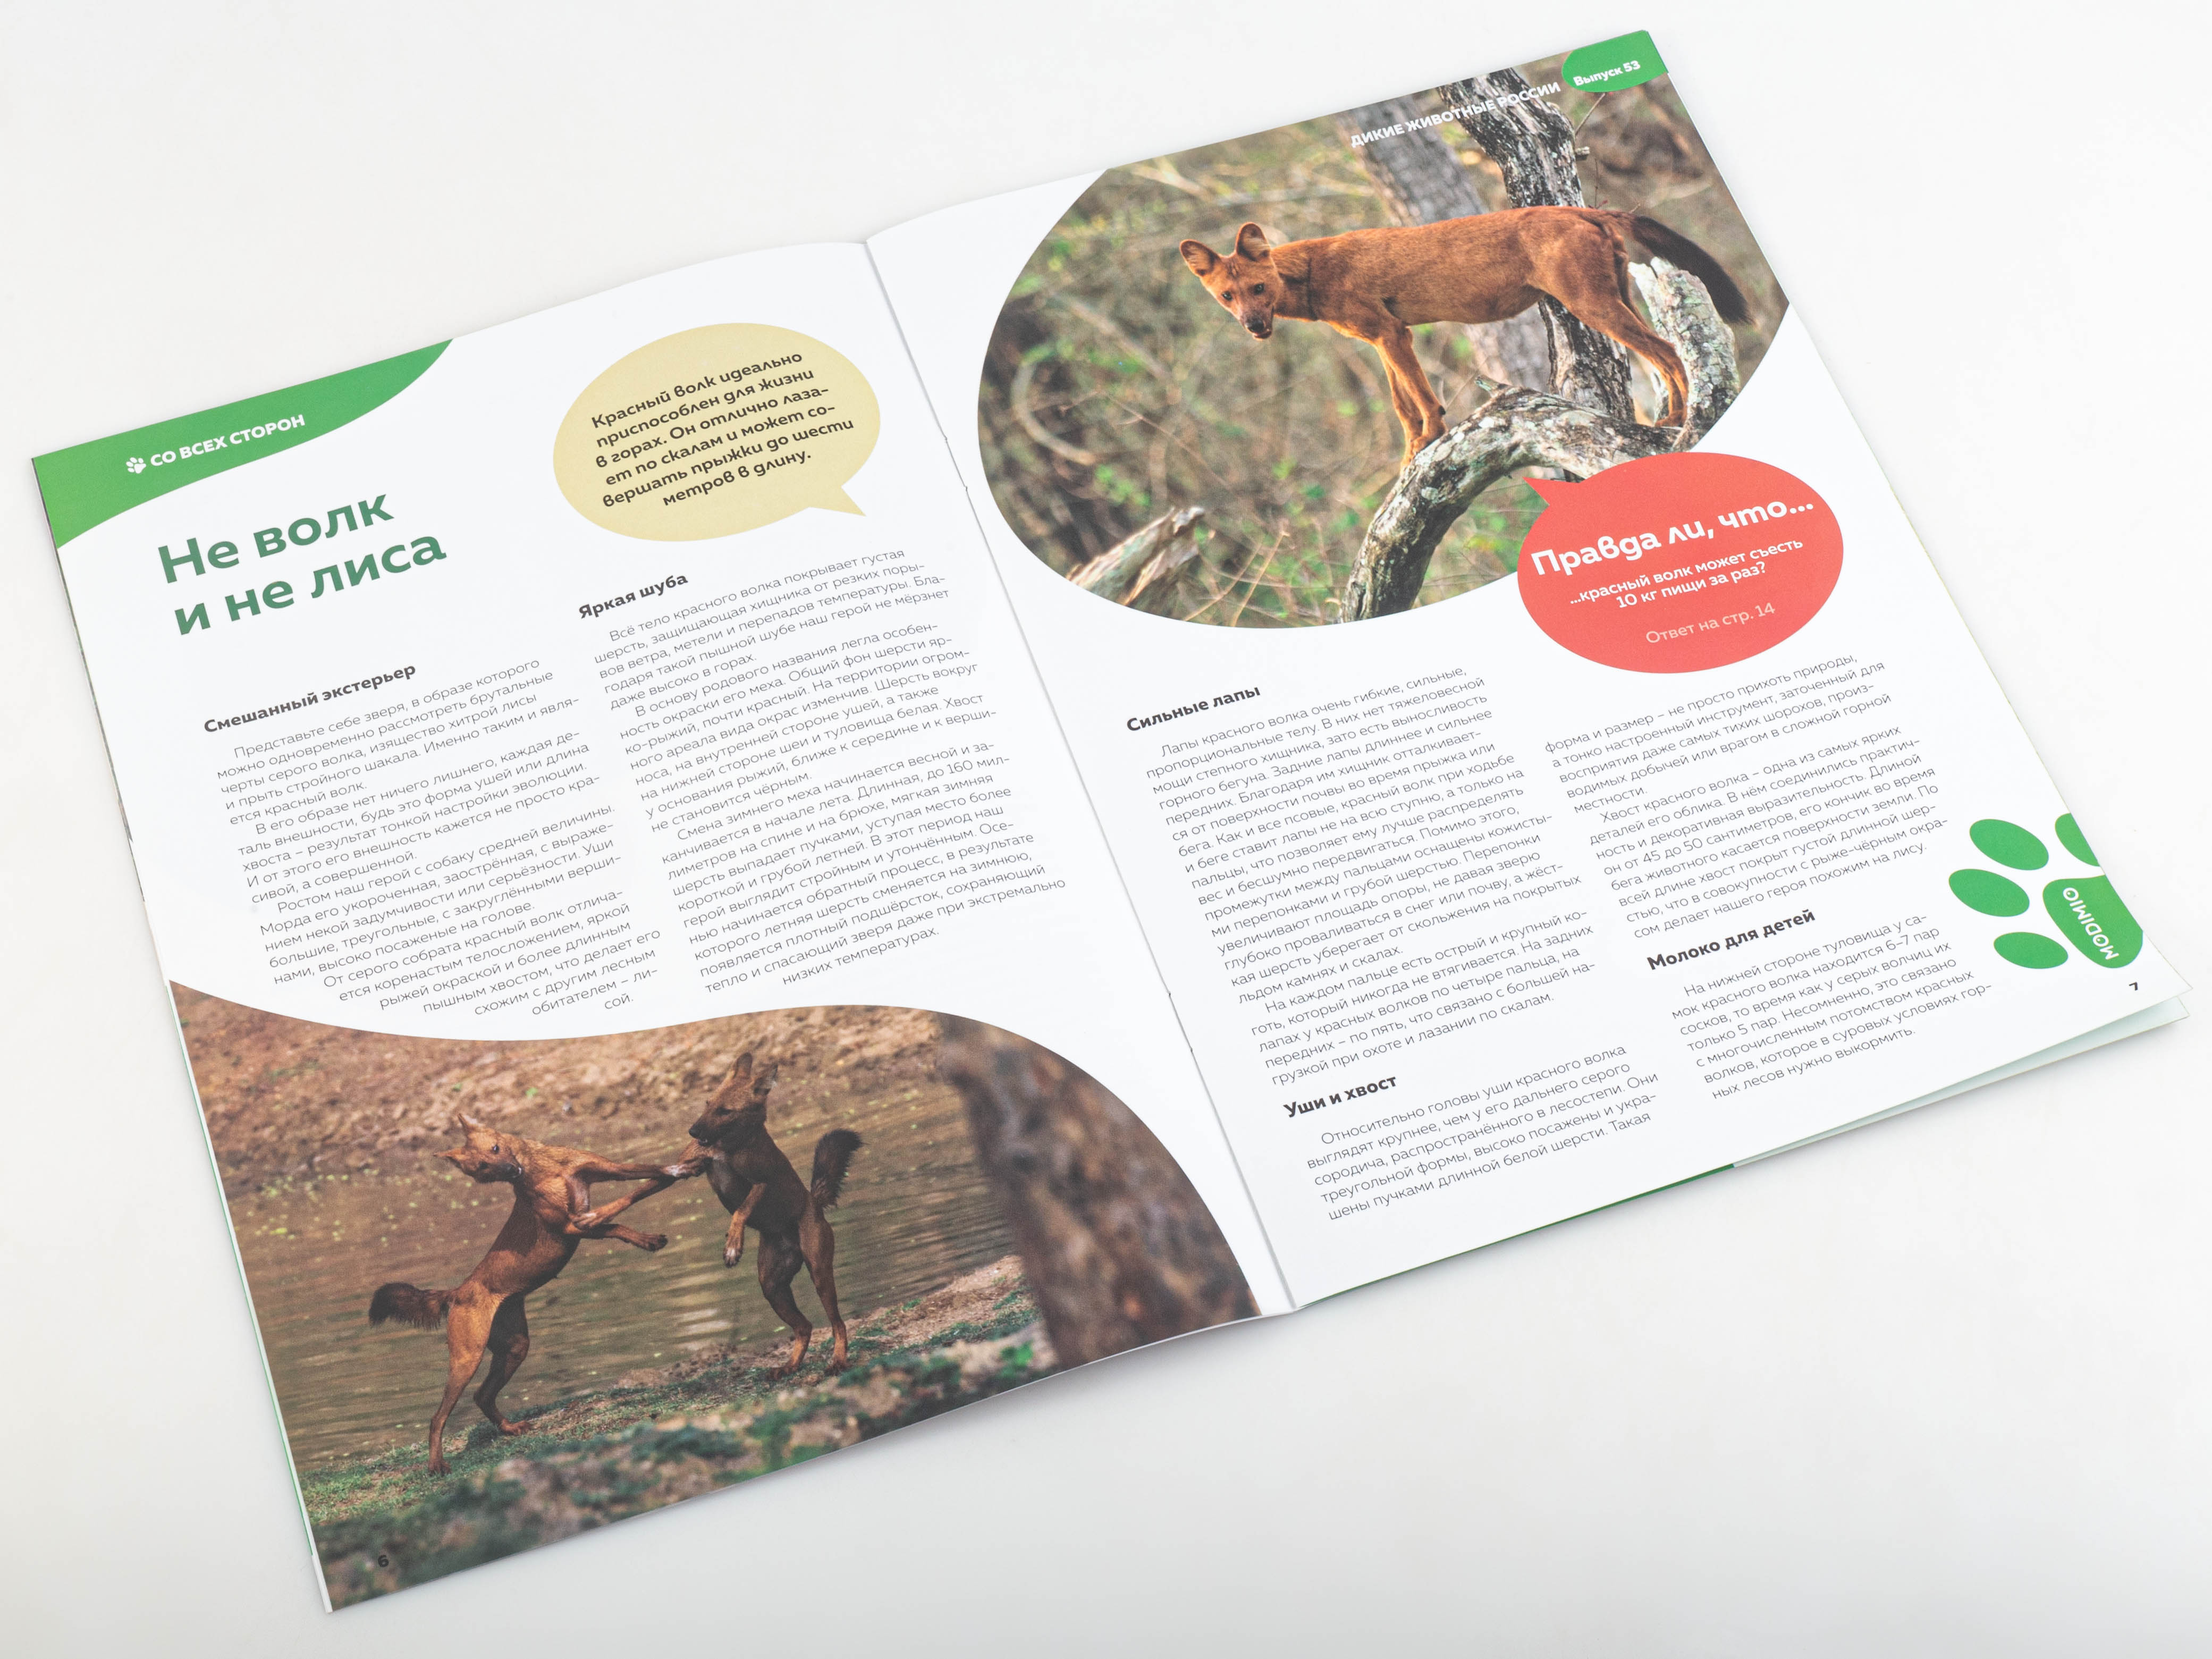 СО ВСЕХ СТОРОН
Не волк
и не лиса
Смешанный экстерьер
Представьте себе зверя, в образе которого
можно одновременно рассмотреть брутальные
черты серого волка, изящество хитрой лисы
и прыть стройного шакала. Именно таким и явля-
ется красный волк.
В его образе нет ничего лишнего, каждая де-
таль внешности, будь это форма ушей или длина
хвоста – результат тонкой настройки эволюции.
И от этого его внешность кажется не просто кра-
сивой, а совершенной.
Ростом наш герой с собаку средней величины.
Морда его укороченная, заострённая, с выраже-
нием некой задумчивости или серьёзности. Уши
большие, треугольные, с закруглёнными верши-
нами, высоко посаженые на голове.
От серого собрата красный волк отлича-
ется коренастым телосложением, яркой
рыжей окраской и более длинным
пышным хвостом, что делает его
схожим с другим лесным
обитателем – ли-
сой.
Красный волк идеально
приспособлен для жизни
в горах. Он отлично лаза-
ет по скалам и может со-
вершать прыжки до шести
метров в длину.
Яркая шуба
Всё тело красного волка покрывает густая
шерсть, защищающая хищника от резких поры-
вов ветра, метели и перепадов температуры. Бла-
годаря такой пышной шубе наш герой не мёрзнет
даже высоко в горах.
В основу родового названия легла особен-
ность окраски его меха. Общий фон шерсти яр-
ко-рыжий, почти красный. На территории огром-
ного ареала вида окрас изменчив. Шерсть вокруг
носа, на внутренней стороне ушей, а также
на нижней стороне шеи и туловища белая. Хвост
у основания рыжий, ближе к середине и к верши-
не становится чёрным.
Смена зимнего меха начинается весной и за-
канчивается в начале лета. Длинная, до 160 мил-
лиметров на спине и на брюхе, мягкая зимняя
шерсть выпадает пучками, уступая место более
короткой и грубой летней. В этот период наш
герой выглядит стройным и утончённым. Осе-
нью начинается обратный процесс, в результате
которого летняя шерсть сменяется на зимнюю,
появляется плотный подшёрсток, сохраняющий
тепло и спасающий зверя даже при экстремально
низких температурах.
6
ДИКИЕ ЖИВОТНЫЕ РОССИИ
Выпуск 53
Правда ли, что...
...красный волк может съесть
10 кг пищи за раз?
Ответ на стр. 14
Сильные лапы
Лапы красного волка очень гибкие, сильные,
пропорциональные телу. В них нет тяжеловесной
мощи степного хищника, зато есть выносливость
горного бегуна. Задние лапы длиннее и сильнее
передних. Благодаря им хищник отталкивает-
ся от поверхности почвы во время прыжка или
бега. Как и все псовые, красный волк при ходьбе
и беге ставит лапы не на всю ступню, а только на
пальцы, что позволяет ему лучше распределять
вес и бесшумно передвигаться. Помимо этого,
промежутки между пальцами оснащены кожисты-
ми перепонками и грубой шерстью. Перепонки
увеличивают площадь опоры, не давая зверю
глубоко проваливаться в снег или почву, а жёст-
кая шерсть уберегает от скольжения на покрытых
льдом камнях и скалах.
На каждом пальце есть острый и крупный ко-
готь, который никогда не втягивается. На задних
лапах у красных волков по четыре пальца, на
передних – по пять, что связано с большей на-
грузкой при охоте и лазании по скалам.
Уши и хвост
Относительно головы уши красного волка
выглядят крупнее, чем у его дальнего серого
сородича, распространённого в лесостепи. Они
треугольной формы, высоко посажены и укра-
шены пучками длинной белой шерсти. Такая
форма и размер – не просто прихоть природы,
а тонко настроенный инструмент, заточенный для
восприятия даже самых тихих шорохов, произ-
водимых добычей или врагом в сложной горной
местности.
Хвост красного волка – одна из самых ярких
деталей его облика. В нём соединились практич-
ность и декоративная выразительность. Длиной
он от 45 до 50 сантиметров, его кончик во время
бега животного касается поверхности земли. По
всей длине хвост покрыт густой длинной шер-
стью, что в совокупности с рыже-чёрным окра-
сом делает нашего героя похожим на лису.
Молоко для детей
На нижней стороне туловища у са-
мок красного волка находится 6–7 пар
сосков, то время как у серых волчиц их
только 5 пар. Несомненно, это связано
с многочисленным потомством красных
волков, которое в суровых условиях гор-
ных лесов нужно выкормить.
MODIMIO
7